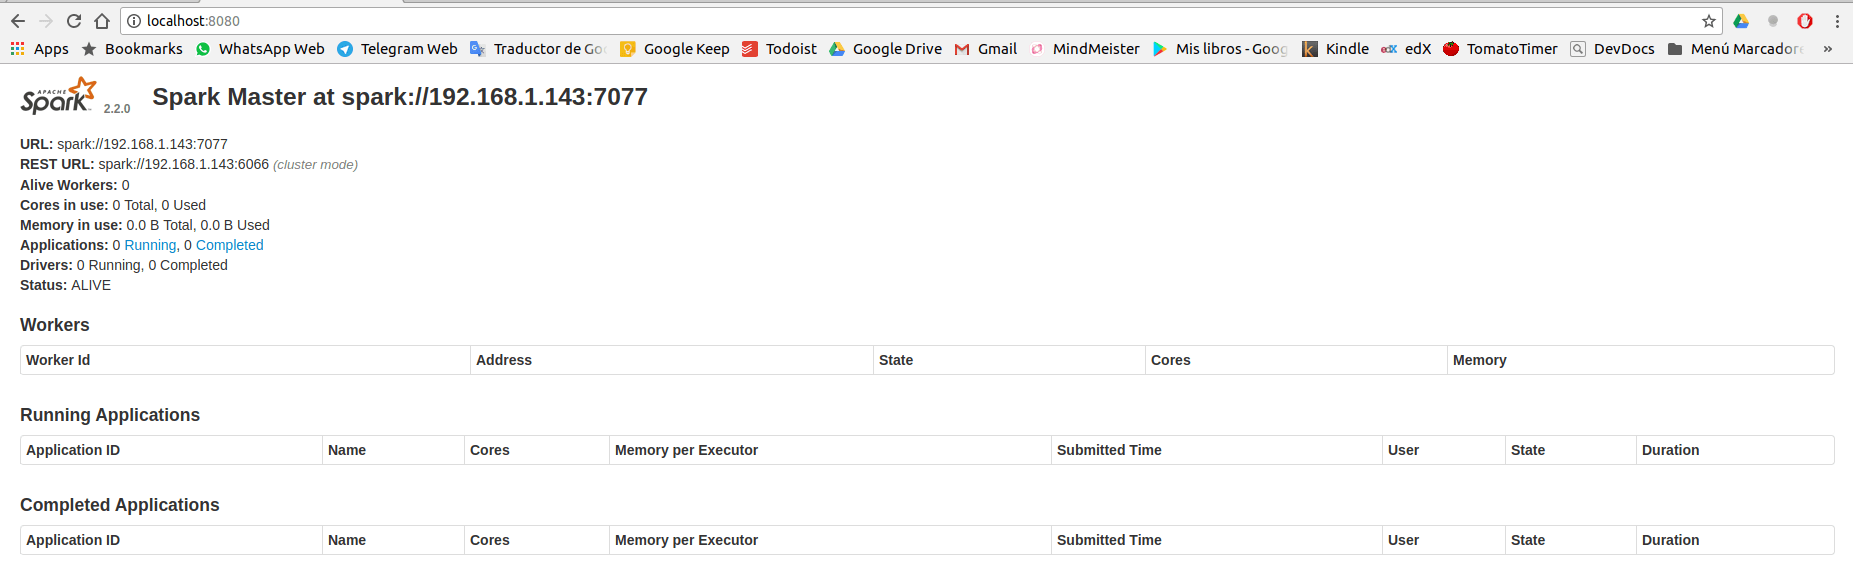 localhost:8080
Apps Bookmarks WhatsApp Web Telegram Web Traductor de Go Google Keep Todoist Google Drive Gmail MindMeister Mis libros - Goog Kindle edX TomatoTimer DevDocs Menú Marcadore »
APACHE Spark 2.2.0 Spark Master at spark://192.168.1.143:7077
URL: spark://192.168.1.143:7077
REST URL: spark://192.168.1.143:6066 (cluster mode)
Alive Workers: 0
Cores in use: 0 Total, 0 Used
Memory in use: 0.0 B Total, 0.0 B Used
Applications: 0 Running, 0 Completed
Drivers: 0 Running, 0 Completed
Status: ALIVE
Workers
Worker Id Address State Cores Memory
Running Applications
Application ID Name Cores Memory per Executor Submitted Time User State Duration
Completed Applications
Application ID Name Cores Memory per Executor Submitted Time User State Duration